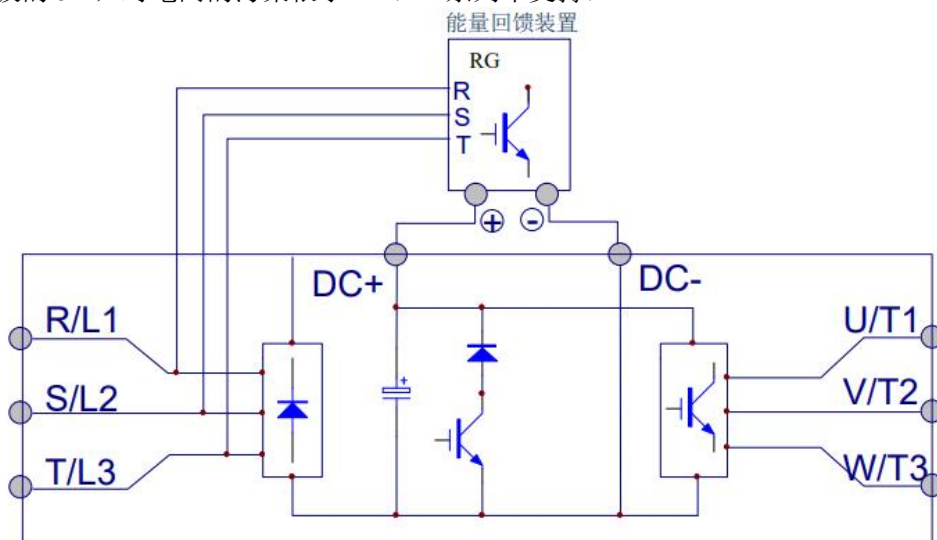 能量回馈装置
RG
R
S
T
+ -
DC+ DC-
R/L1 U/T1
S/L2 V/T2
T/L3 W/T3
+